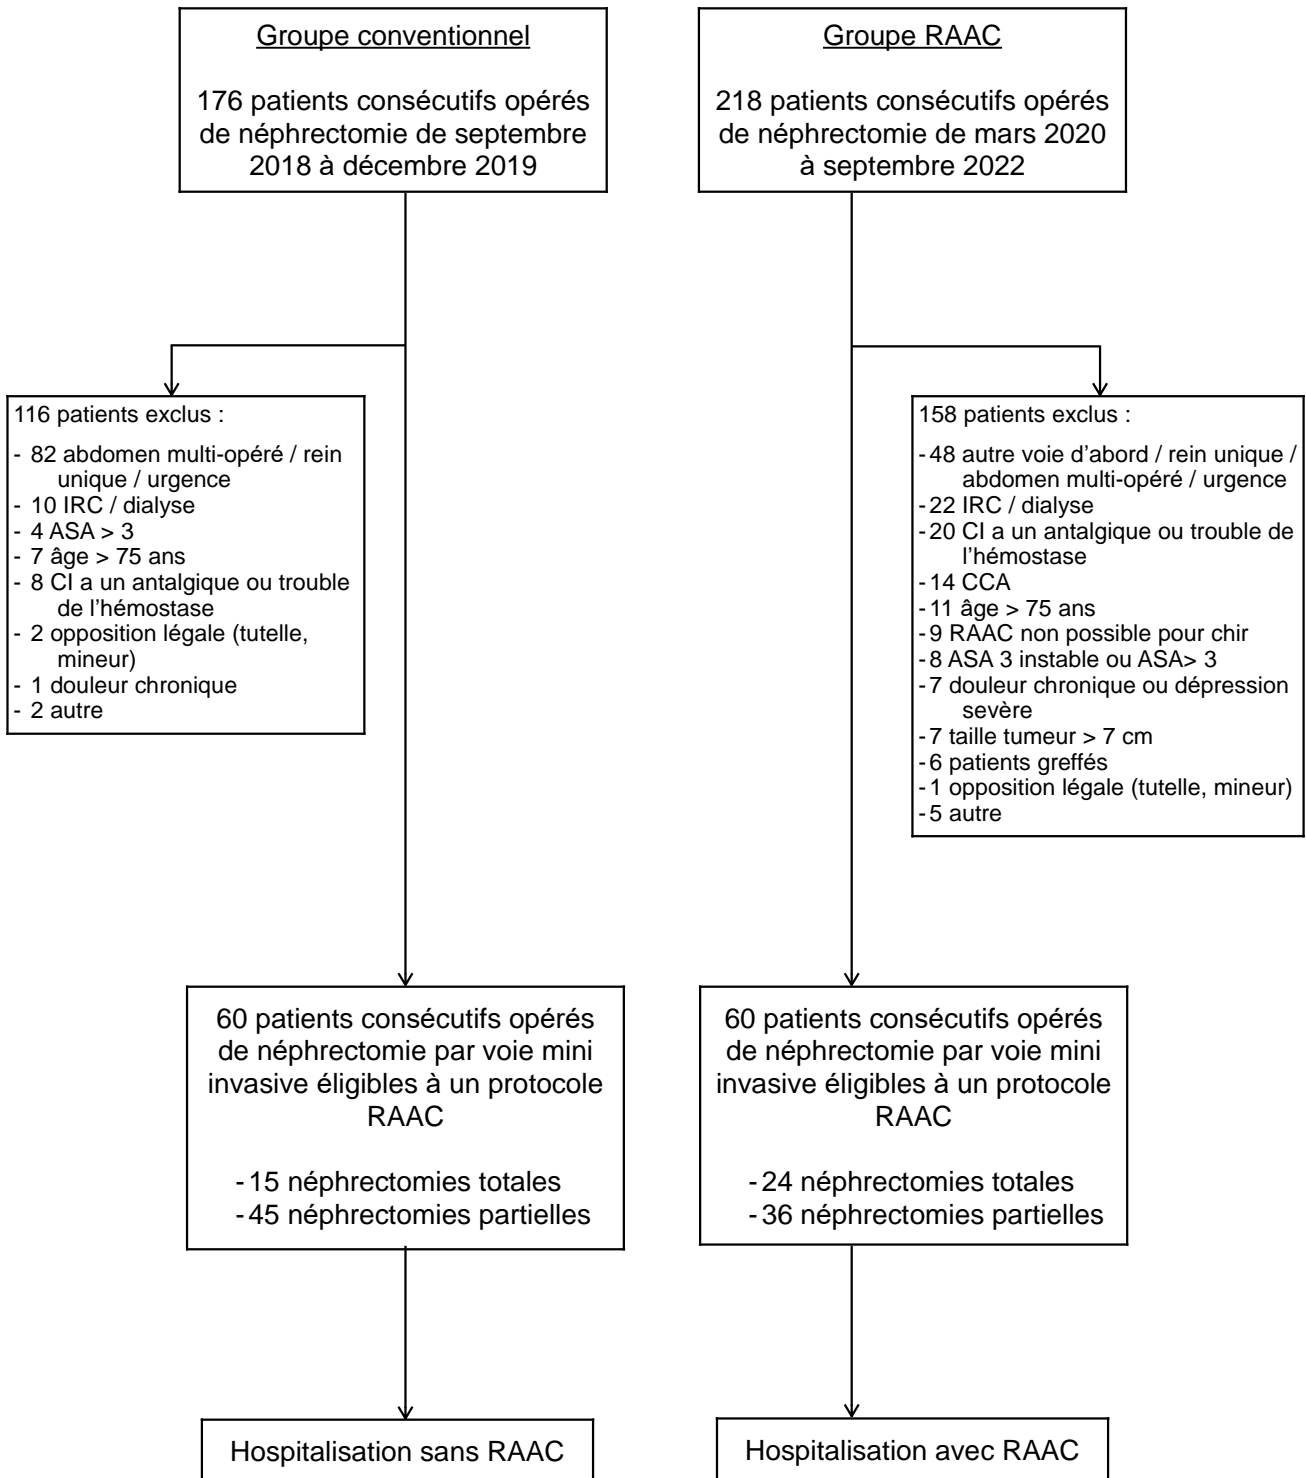 Groupe conventionnel
176 patients consécutifs opérés
de néphrectomie de septembre
2018 à décembre 2019
Groupe RAAC
218 patients consécutifs opérés
de néphrectomie de mars 2020
à septembre 2022
116 patients exclus :
- 82 abdomen multi-opéré / rein
unique / urgence
- 10 IRC / dialyse
- 4 ASA > 3
- 7 âge > 75 ans
- 8 CI a un antalgique ou trouble
de l'hémostase
- 2 opposition légale (tutelle,
mineur)
- 1 douleur chronique
- 2 autre
158 patients exclus :
- 48 autre voie d'abord / rein unique /
abdomen multi-opéré / urgence
- 22 IRC / dialyse
- 20 CI a un antalgique ou trouble de
l'hémostase
- 14 CCA
- 11 âge > 75 ans
- 9 RAAC non possible pour chir
- 8 ASA 3 instable ou ASA> 3
- 7 douleur chronique ou dépression
sevère
- 7 taille tumeur > 7 cm
- 6 patients greffés
- 1 opposition légale (tutelle, mineur)
- 5 autre
60 patients consécutifs opérés
de néphrectomie par voie mini
invasive éligibles à un protocole
RAAC
- 15 néphrectomies totales
- 45 néphrectomies partielles
60 patients consécutifs opérés
de néphrectomie par voie mini
invasive éligibles à un protocole
RAAC
- 24 néphrectomies totales
- 36 néphrectomies partielles
Hospitalisation sans RAAC
Hospitalisation avec RAAC